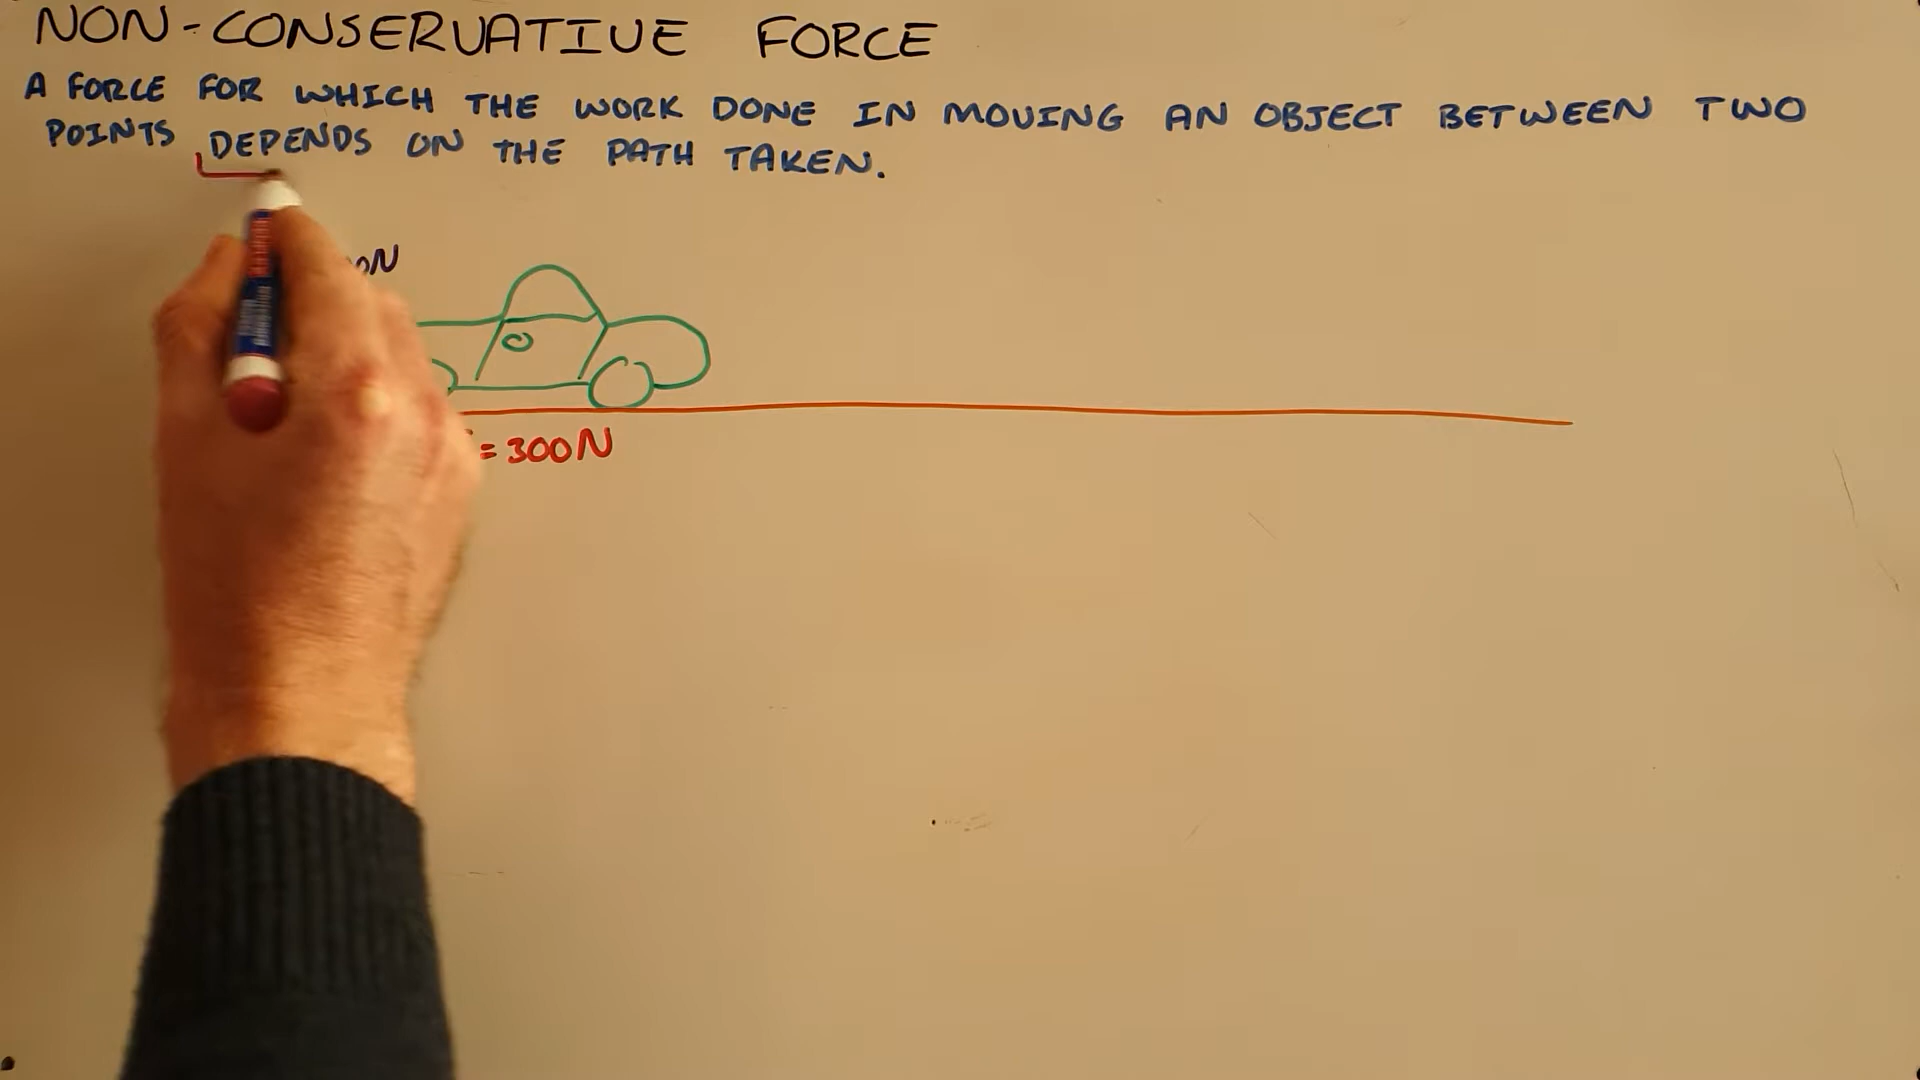 NON-CONSERVATIVE FORCE
A FORCE FOR WHICH THE WORK DONE IN MOVING AN OBJECT BETWEEN TWO
POINTS DEPENDS ON THE PATH TAKEN.
0N
= 300N